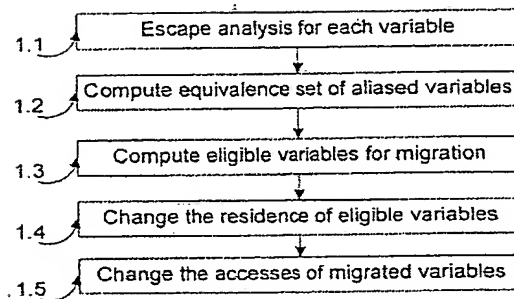 1.1 Escape analysis for each variable
1.2 Compute equivalence set of aliased variables
1.3 Compute eligible variables for migration
1.4 Change the residence of eligible variables
1.5 Change the accesses of migrated variables